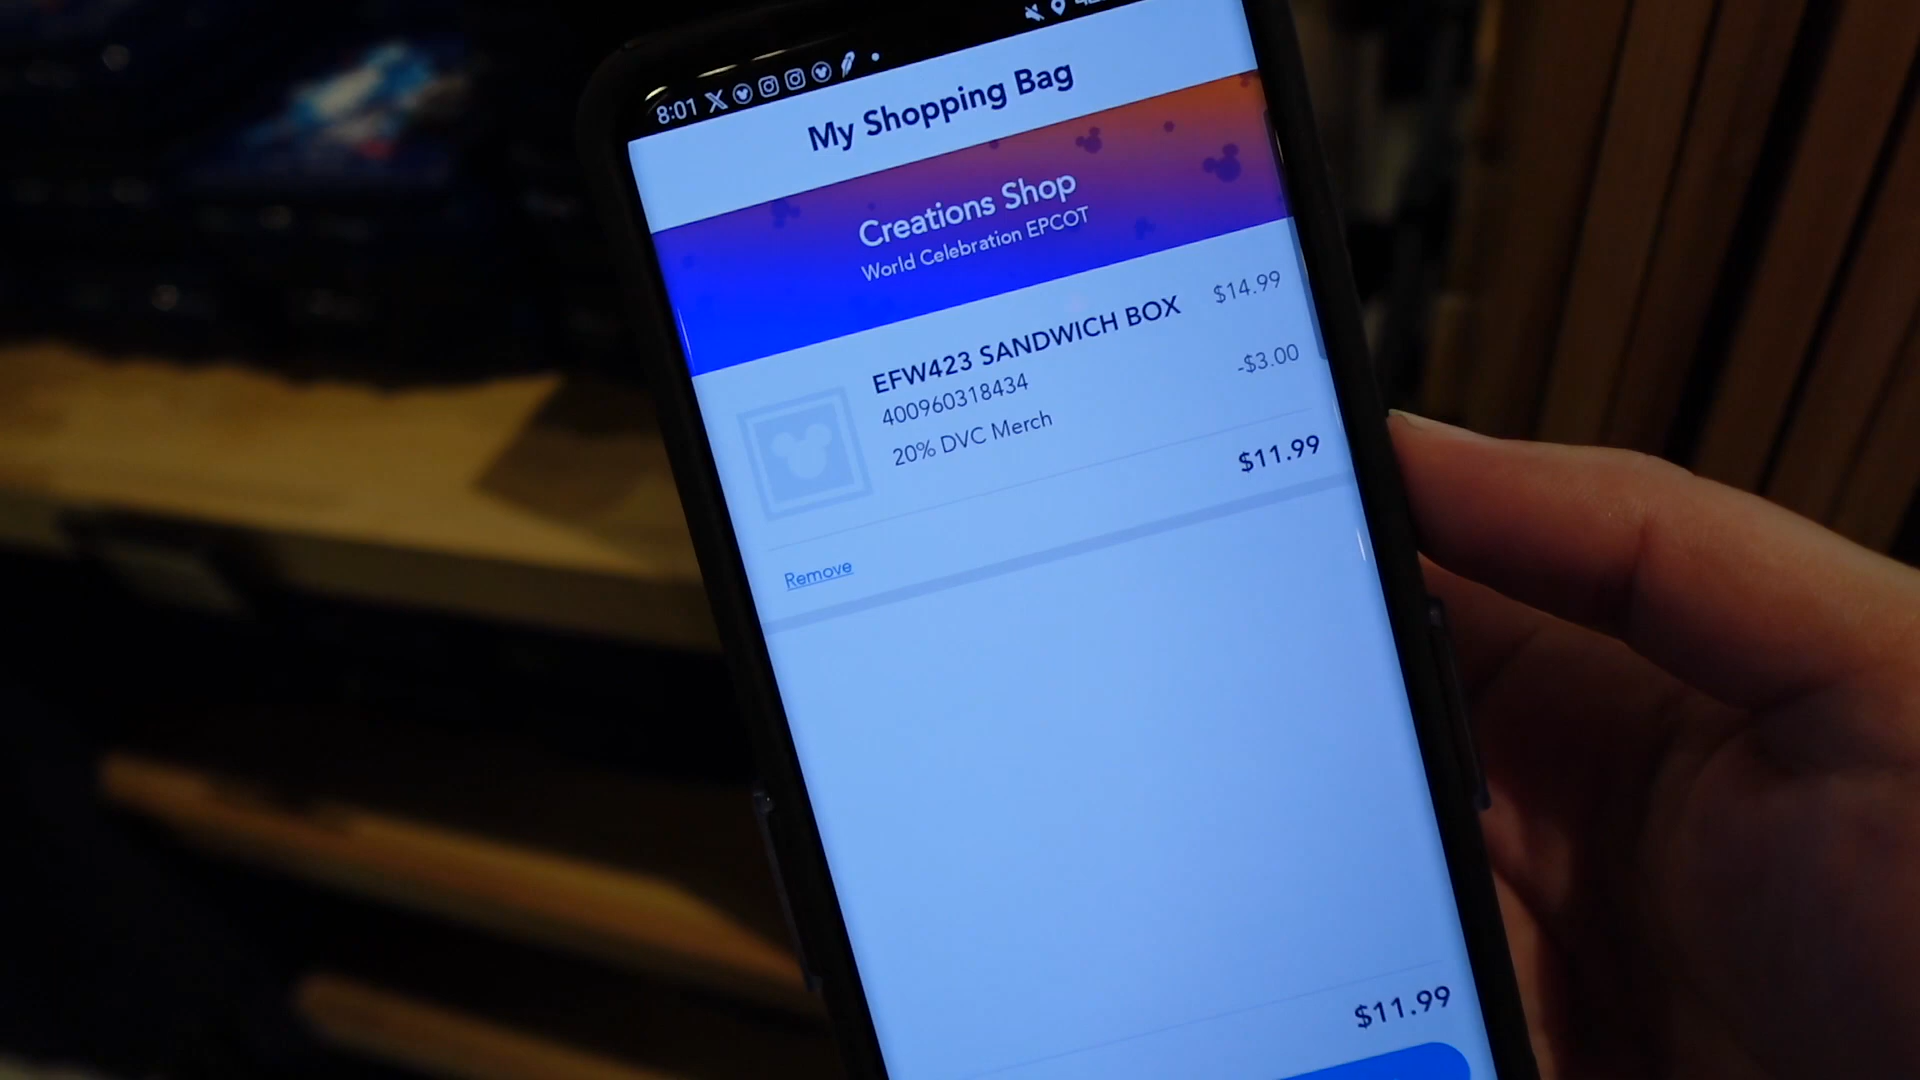 8:01
My Shopping Bag
Creations Shop
World Celebration EPCOT
EFW423 SANDWICH BOX $14.99
400960318434
20% DVC Merch -$3.00
$11.99
Remove
$11.99